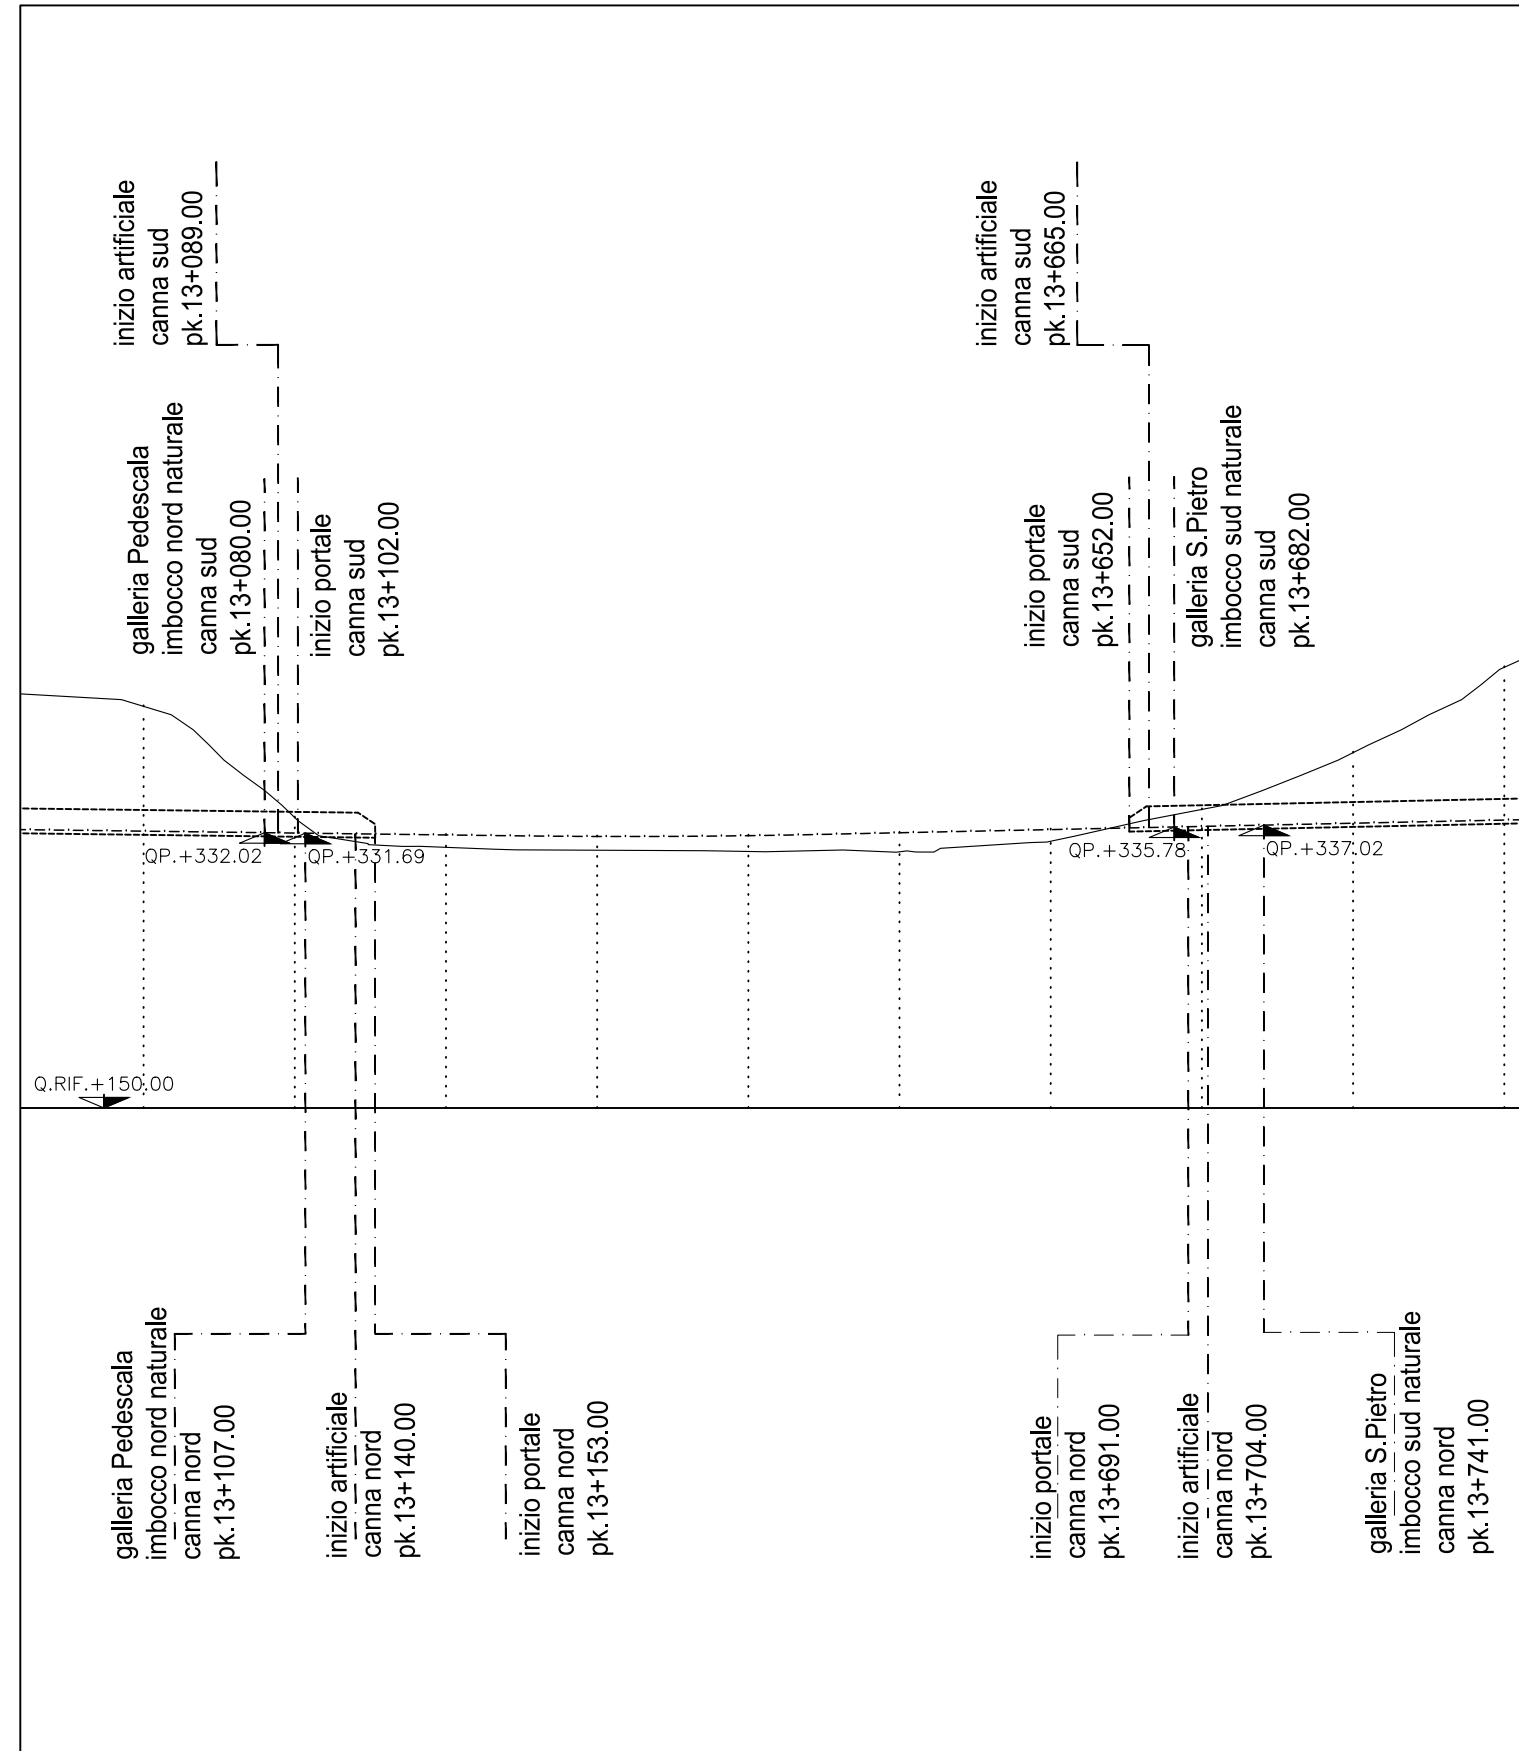 inizio artificiale
canna sud
pk.13+089.00
inizio artificiale
canna sud
pk.13+665.00
galleria Pedescala
imbocco nord naturale
canna sud
pk.13+080.00
inizio portale
canna sud
pk.13+102.00
inizio portale
canna sud
pk.13+652.00
galleria S.Pietro
imbocco sud naturale
canna sud
pk.13+682.00
QP.+332.02
QP.+331.69
QP.+335.78
QP.+337.02
Q.RIF.+150.00
galleria Pedescala
imbocco nord naturale
canna nord
pk.13+107.00
inizio artificiale
canna nord
pk.13+140.00
inizio portale
canna nord
pk.13+153.00
inizio portale
canna nord
pk.13+691.00
inizio artificiale
canna nord
pk.13+704.00
galleria S.Pietro
imbocco sud naturale
canna nord
pk.13+741.00